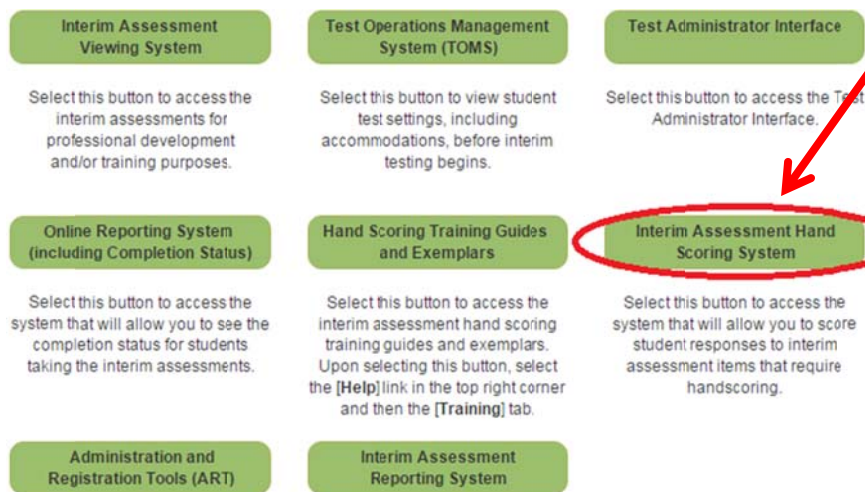 Interim Assessment
Viewing System
Select this button to access the
interim assessments for
professional development
and/or training purposes.
Test Operations Management
System (TOMS)
Select this button to view student
test settings, including
accommodations, before interim
testing begins.
Test Administrator Interface
Select this button to access the Test
Administrator Interface.
Online Reporting System
(including Completion Status)
Select this button to access the
system that will allow you to see the
completion status for students
taking the interim assessments.
Hand Scoring Training Guides
and Exemplars
Select this button to access the
interim assessment hand scoring
training guides and exemplars.
Upon selecting this button, select
the [Help] link in the top right corner
and then the [Training] tab.
Interim Assessment Hand
Scoring System
Select this button to access the
system that will allow you to score
student responses to interim
assessment items that require
handscoring.
Administration and
Registration Tools (ART)
Interim Assessment
Reporting System